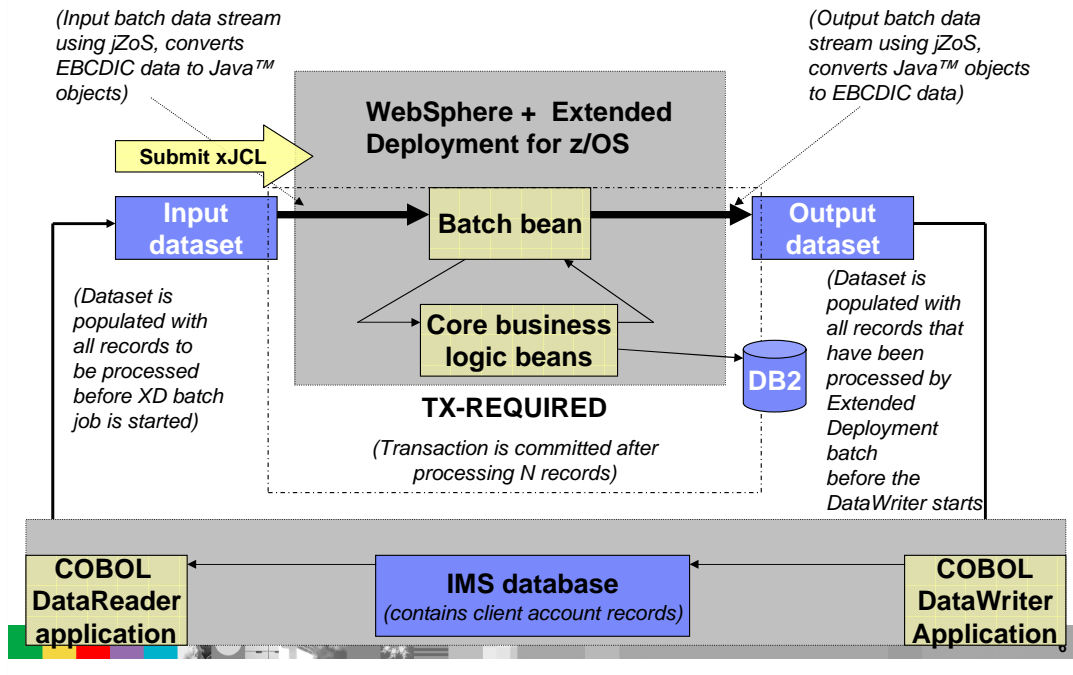 (Input batch data stream
using jZoS, converts
EBCDIC data to Java™
objects)
(Output batch data
stream using jZoS,
converts Java™ objects
to EBCDIC data)
WebSphere + Extended
Deployment for z/OS
Submit xJCL
Input
dataset
Batch bean
Output
dataset
(Dataset is
populated with
all records to
be processed
before XD batch
job is started)
Core business
logic beans
DB2
(Dataset is
populated with
all records that
have been
processed by
Extended
Deployment
batch
before the
DataWriter starts
TX-REQUIRED
(Transaction is committed after
processing N records)
COBOL
DataReader
application
IMS database
(contains client account records)
COBOL
DataWriter
Application
6